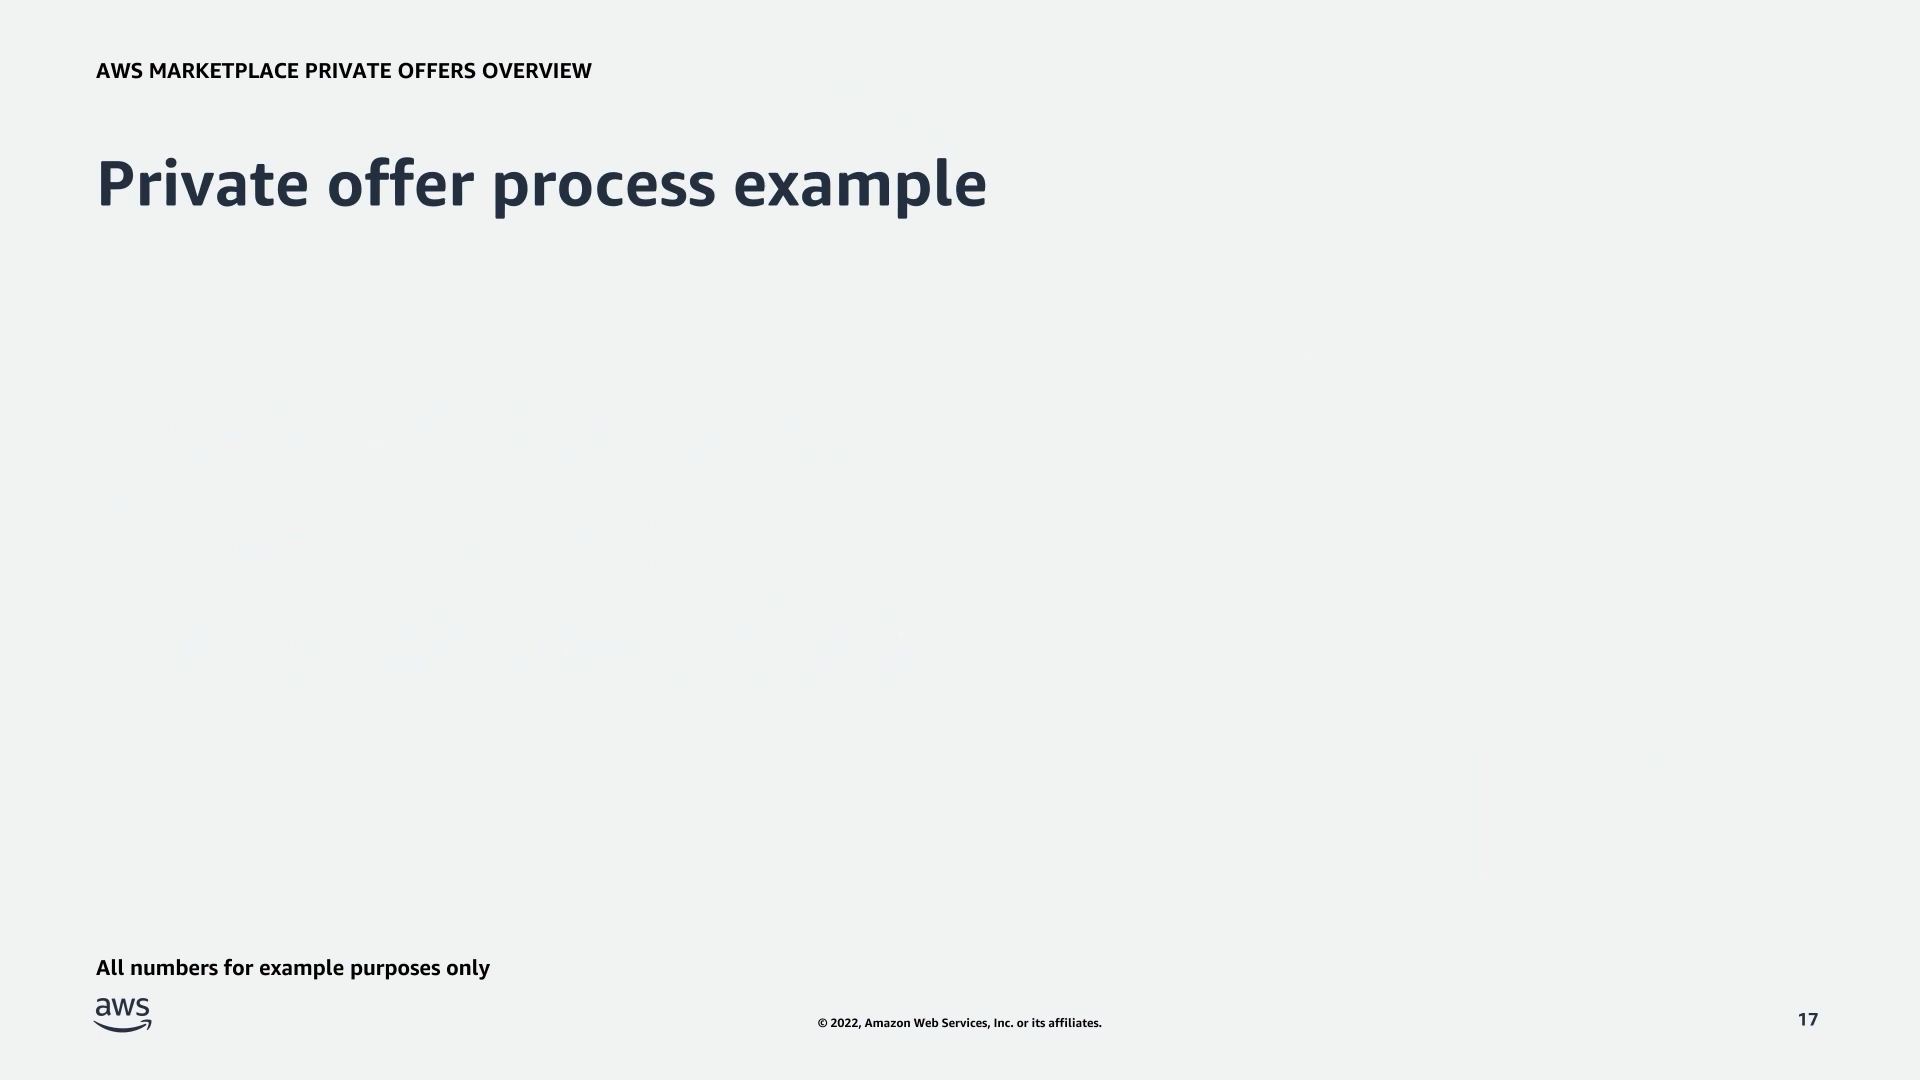 AWS MARKETPLACE PRIVATE OFFERS OVERVIEW
Private offer process example
All numbers for example purposes only
aws
© 2022, Amazon Web Services, Inc. or its affiliates.
17